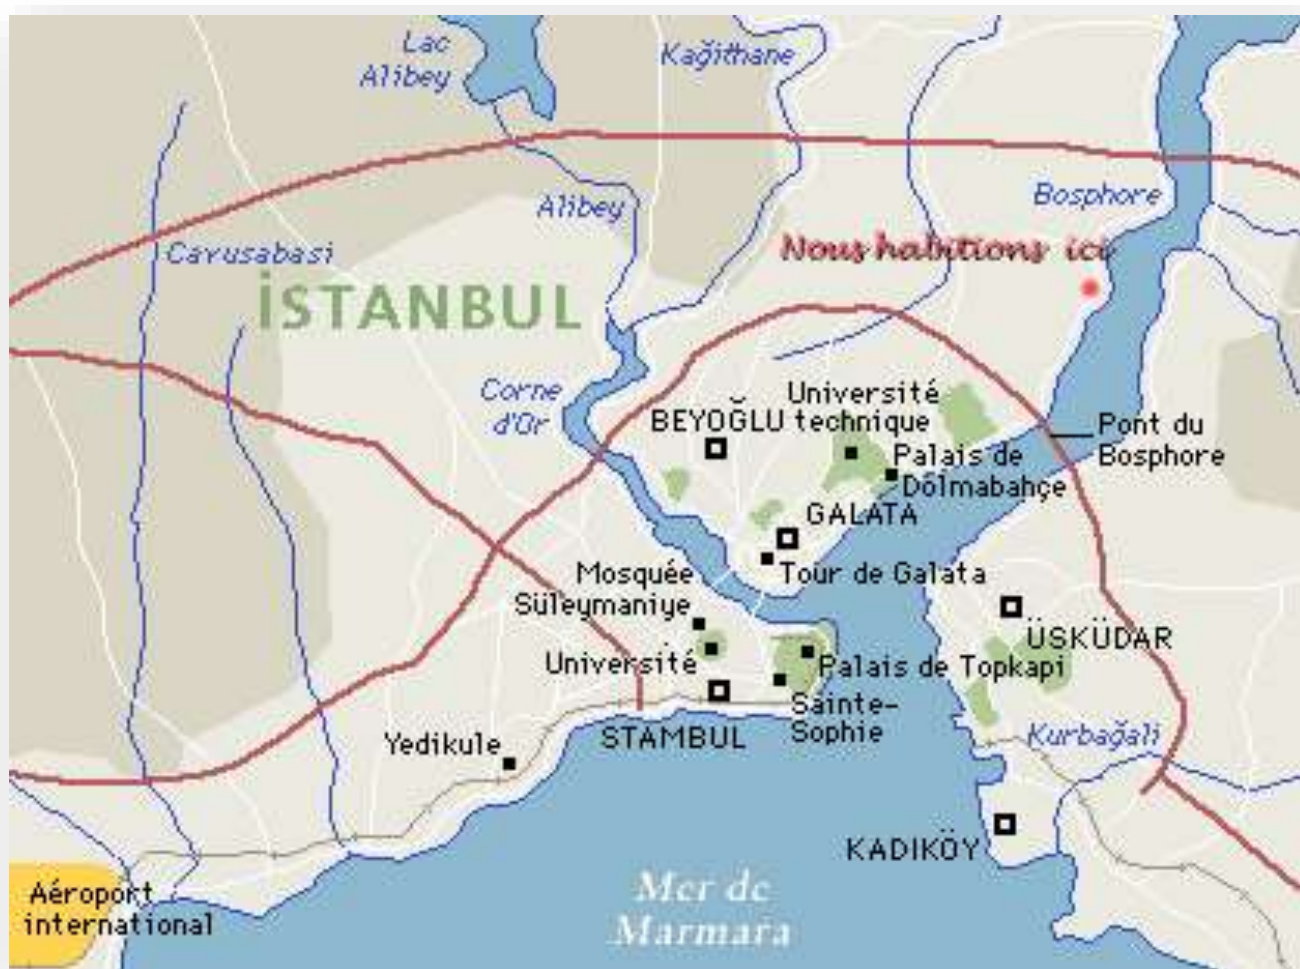 Lac
Alibey
Kağithane
Alibey
Bosphore
Cavusabasi
Nous habitions ici
İSTANBUL
Corne
d'Or
BEYOĞLU
Université
technique
Pont du
Bosphore
Palais de
Dölmabahçe
GALATA
Tour de Galata
Mosquée
Süleymaniye
ÜSKÜDAR
Université
Palais de Topkapi
Sainte-
Sophie
STAMBUL
Yedikule
Kurbağali
KADIKÖY
Mer de
Marmara
Aéroport
international